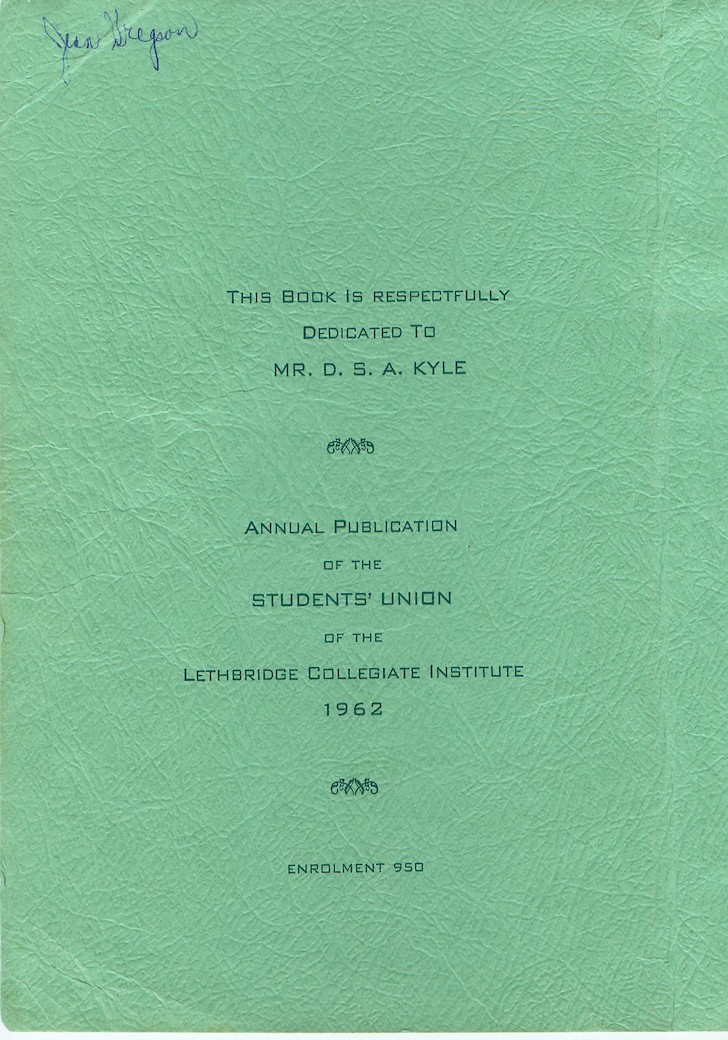 Jean Gregson
This Book is respectfully
Dedicated To
MR. D. S. A. KYLE
Annual Publication
of the
STUDENTS' UNION
of the
Lethbridge Collegiate Institute
1962
ENROLMENT 950